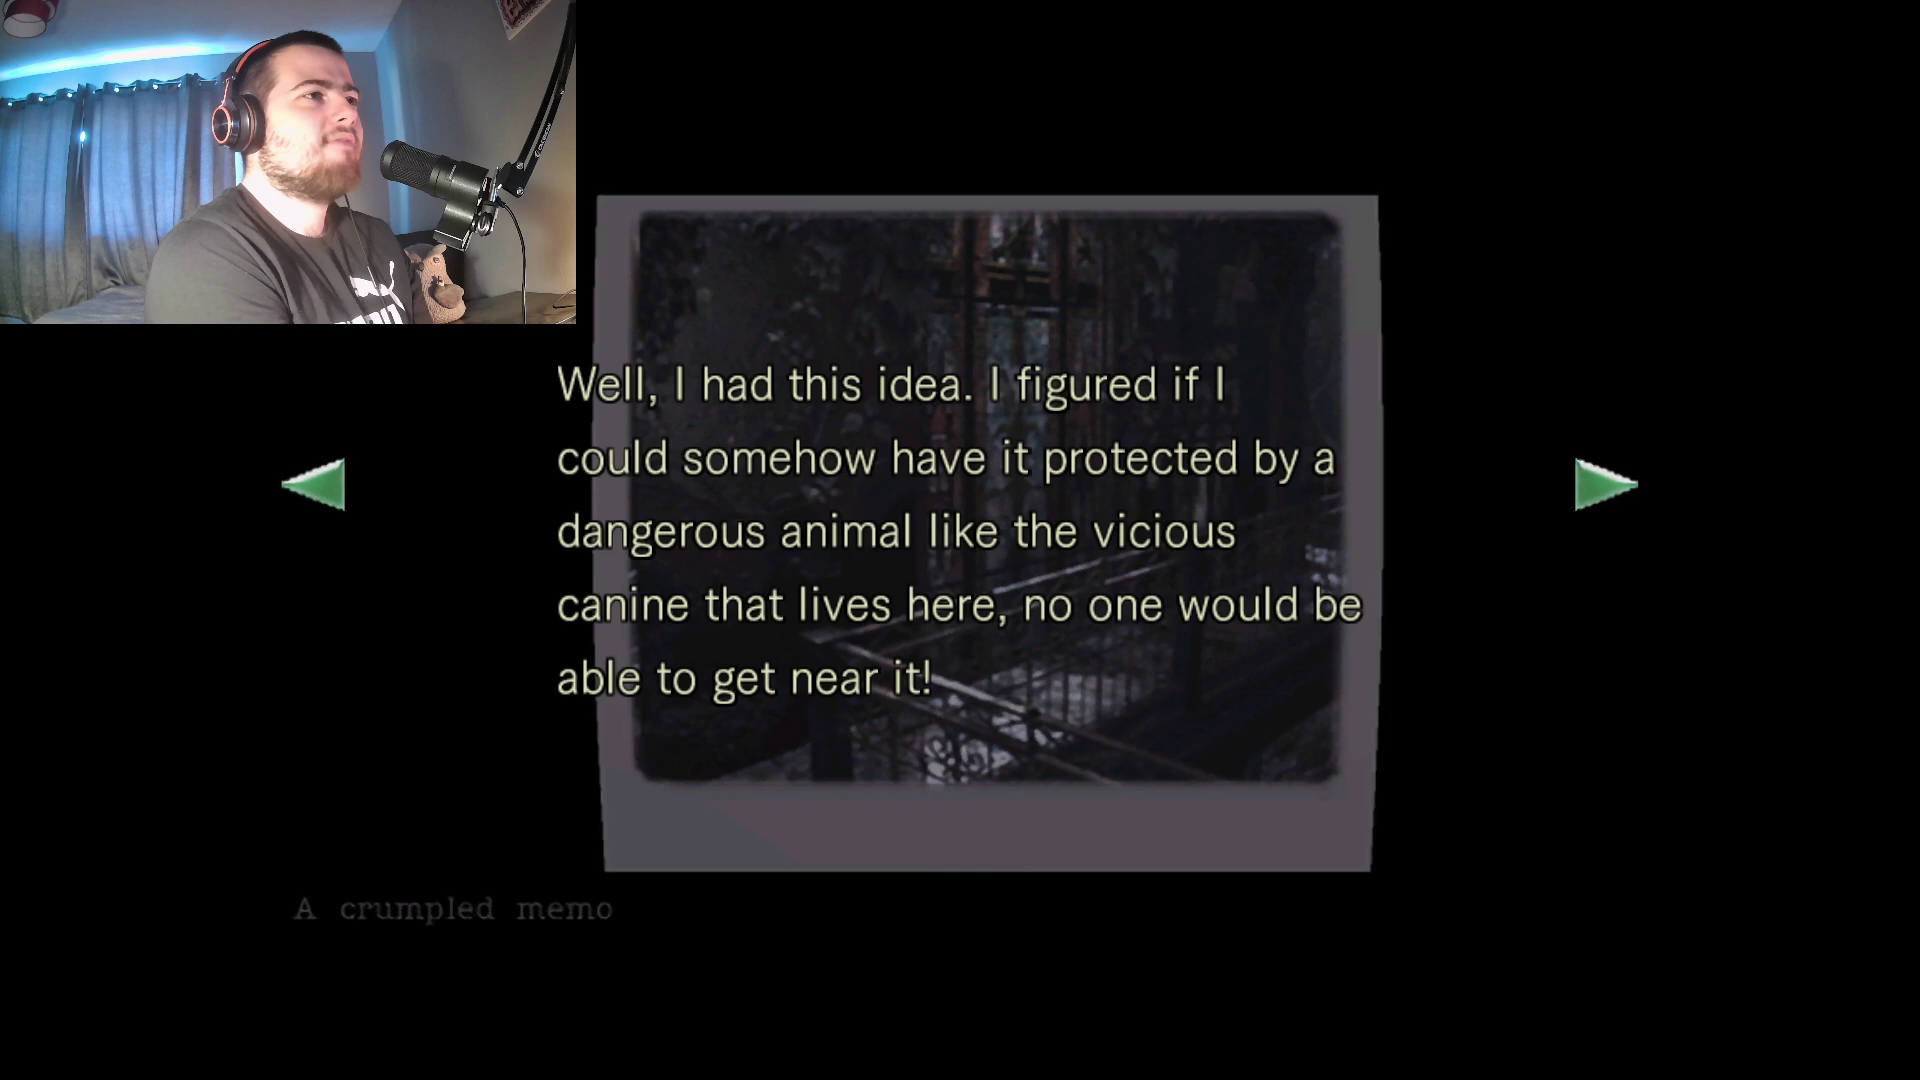 Well, I had this idea. I figured if I
could somehow have it protected by a
dangerous animal like the vicious
canine that lives here, no one would be
able to get near it!
A crumpled memo